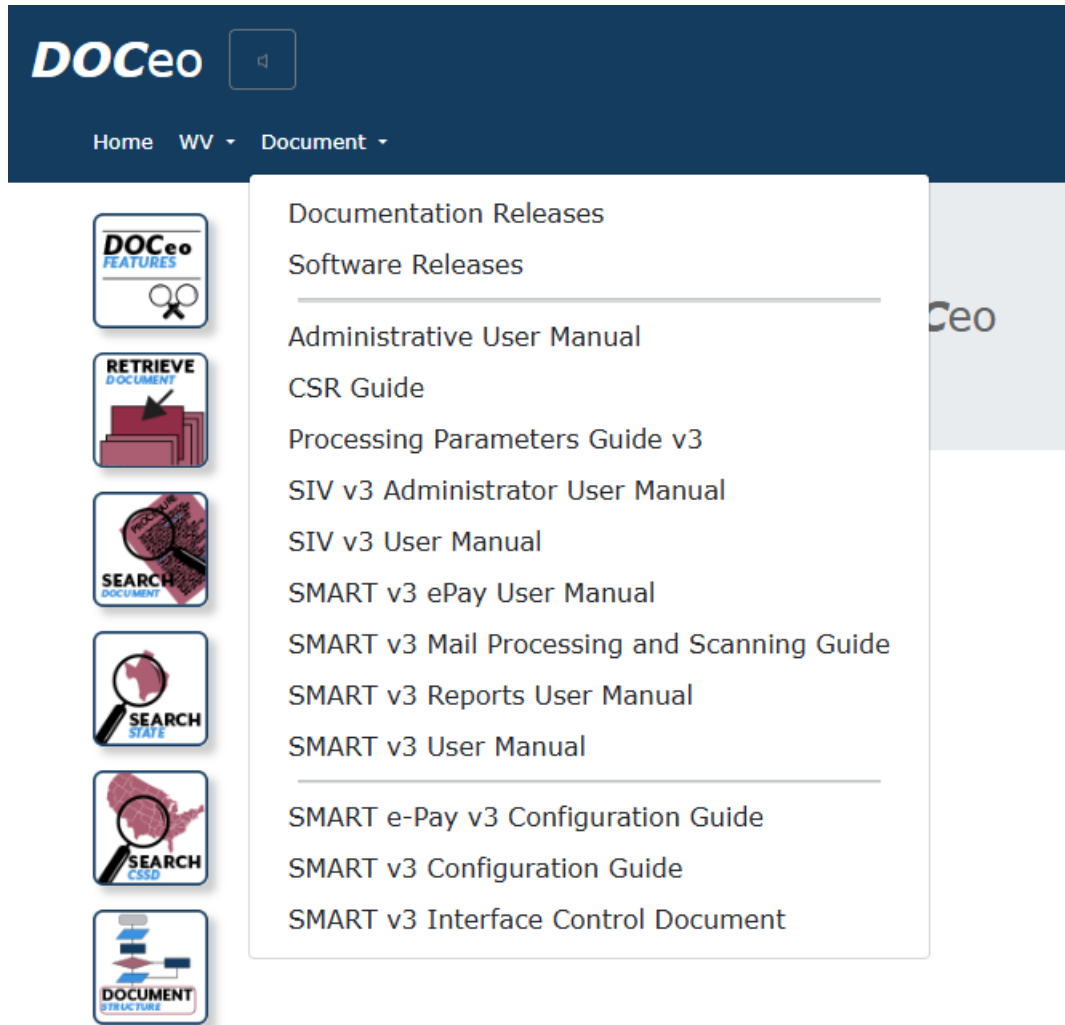 DOCeo
Home WV Document
Documentation Releases
Software Releases
Administrative User Manual
CSR Guide
Processing Parameters Guide v3
SIV v3 Administrator User Manual
SIV v3 User Manual
SMART v3 ePay User Manual
SMART v3 Mail Processing and Scanning Guide
SMART v3 Reports User Manual
SMART v3 User Manual
SMART e-Pay v3 Configuration Guide
SMART v3 Configuration Guide
SMART v3 Interface Control Document
Ceo
DOCeo
FEATURES
RETRIEVE
DOCUMENT
PROCEDURE
SEARCH
DOCUMENT
SEARCH
STATE
SEARCH
CSSD
DOCUMENT
STRUCTURE